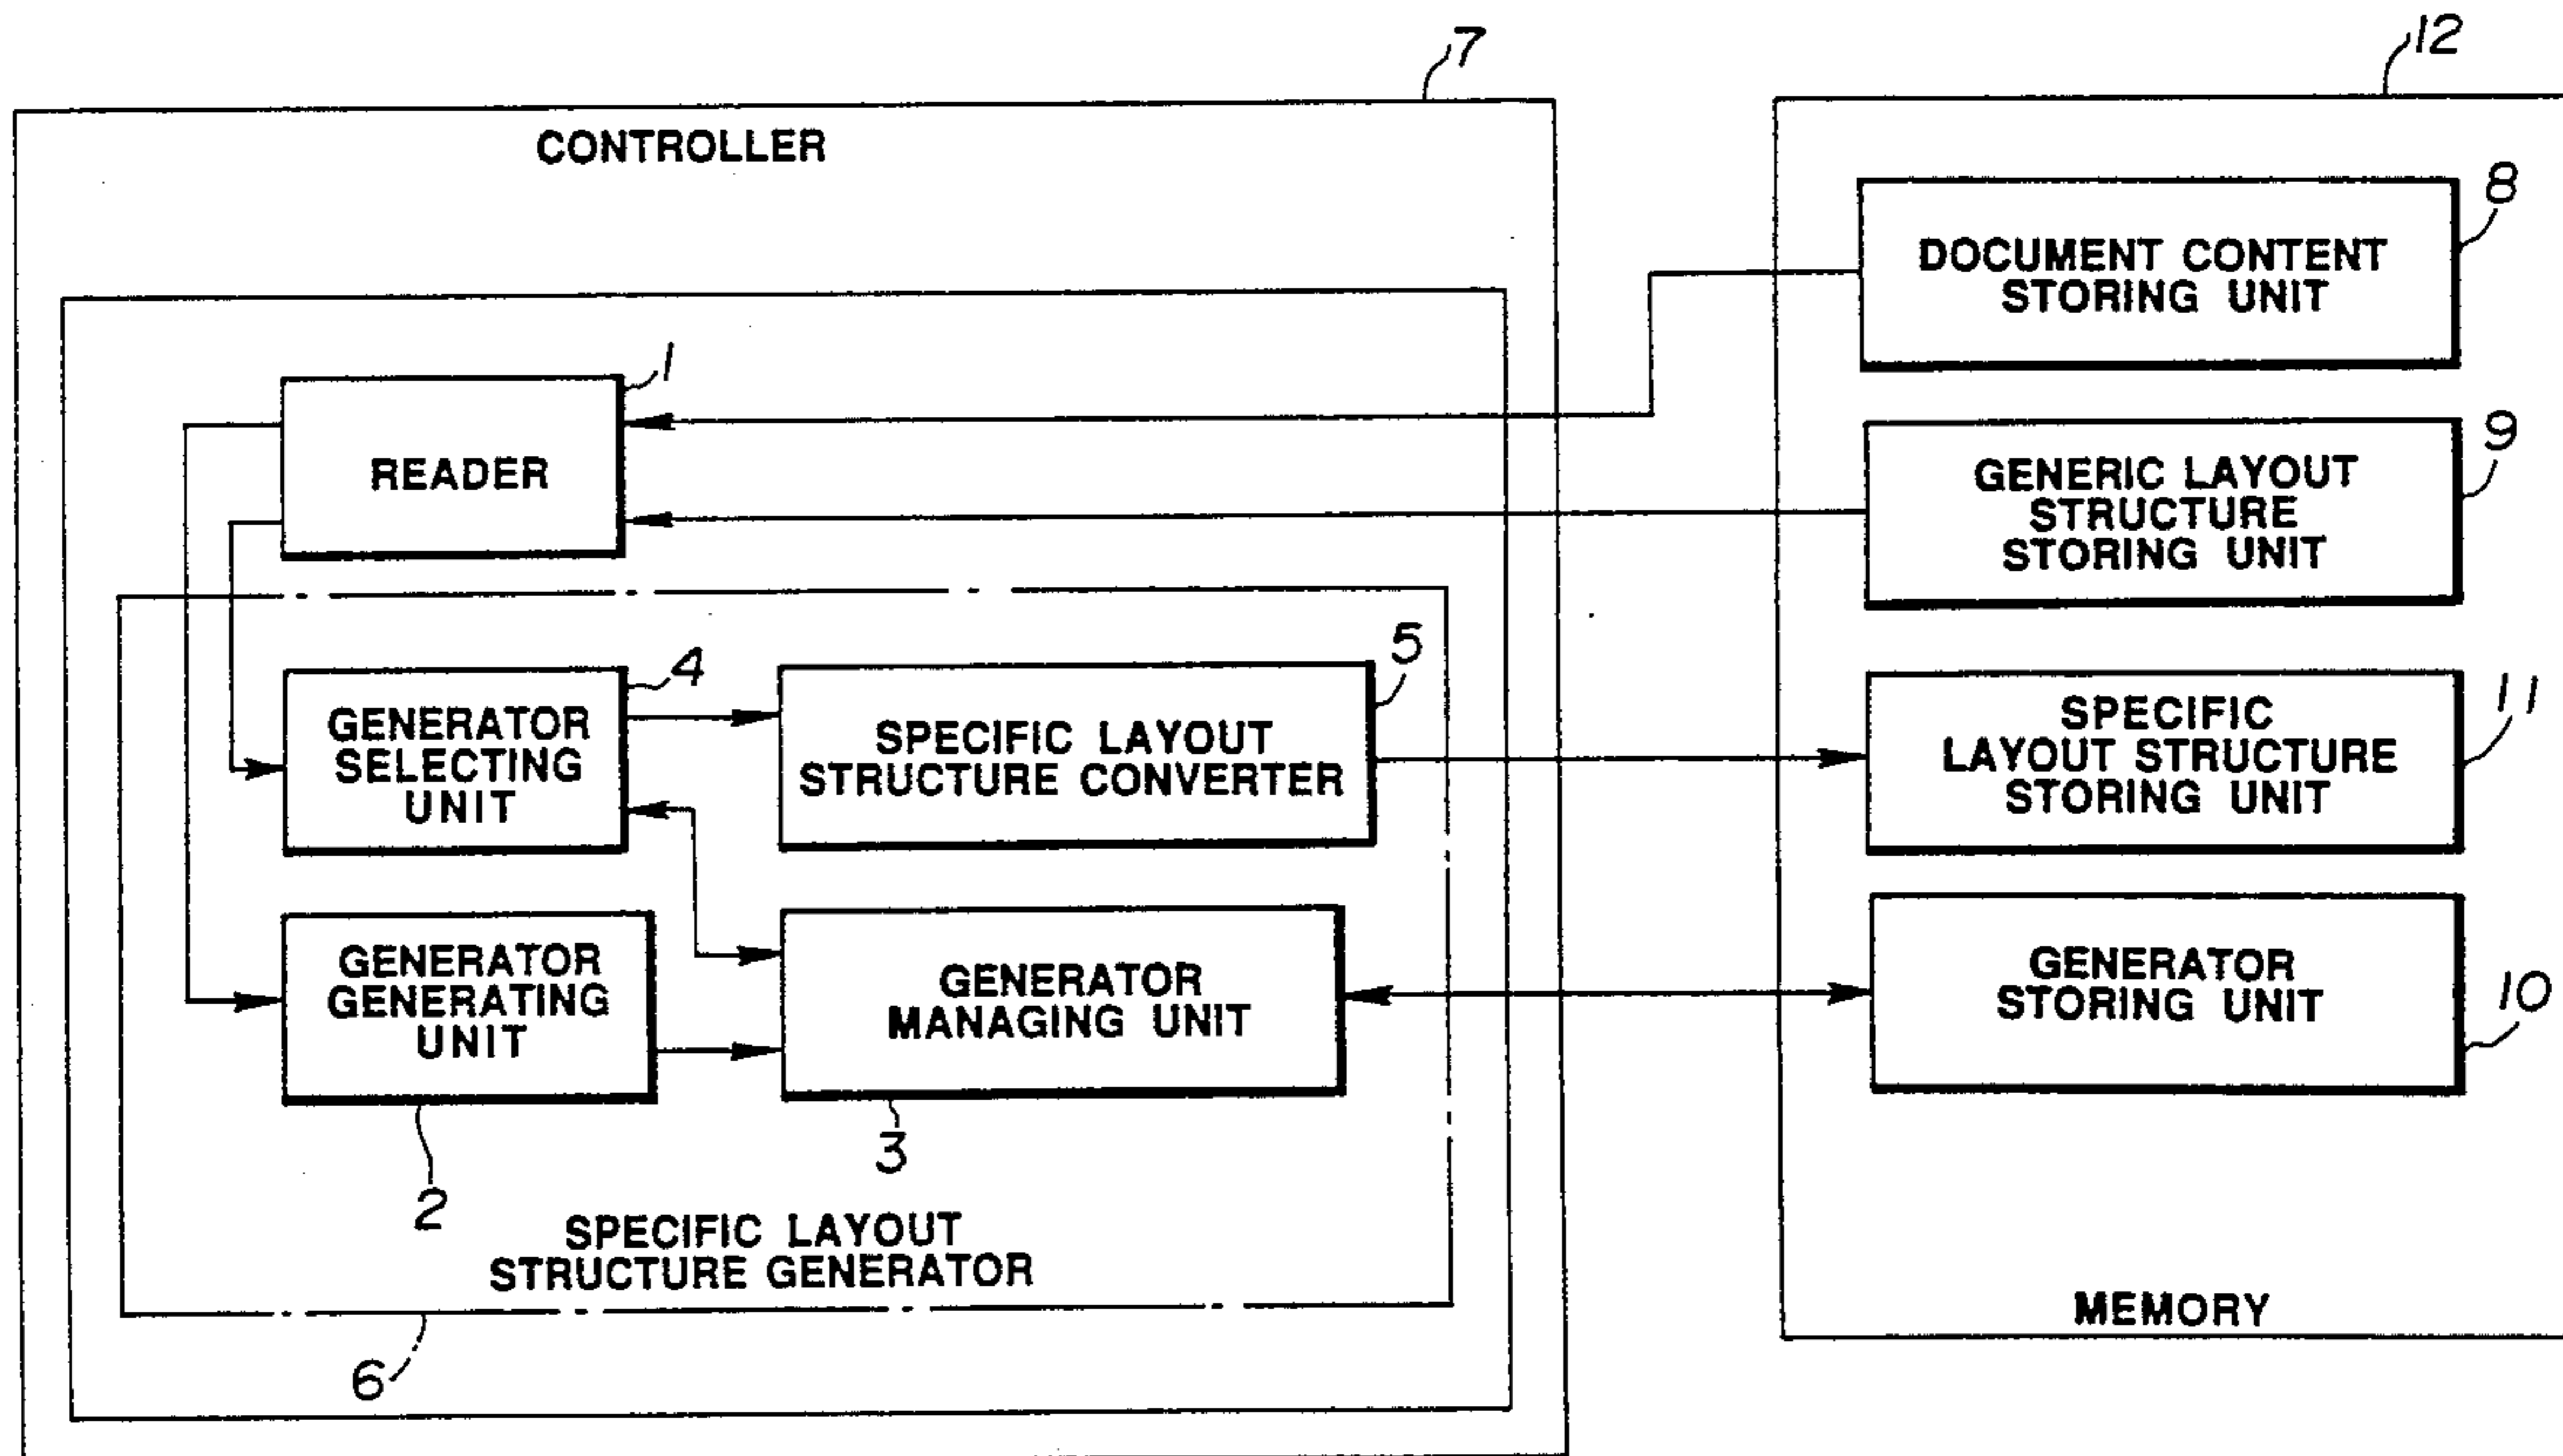 7
12
CONTROLLER
8
DOCUMENT CONTENT
STORING UNIT
1
READER
9
GENERIC LAYOUT
STRUCTURE
STORING UNIT
4
GENERATOR
SELECTING
UNIT
5
SPECIFIC LAYOUT
STRUCTURE CONVERTER
11
SPECIFIC
LAYOUT STRUCTURE
STORING UNIT
GENERATOR
GENERATING
UNIT
2
GENERATOR
MANAGING UNIT
3
GENERATOR
STORING UNIT
10
SPECIFIC LAYOUT
STRUCTURE GENERATOR
6
MEMORY